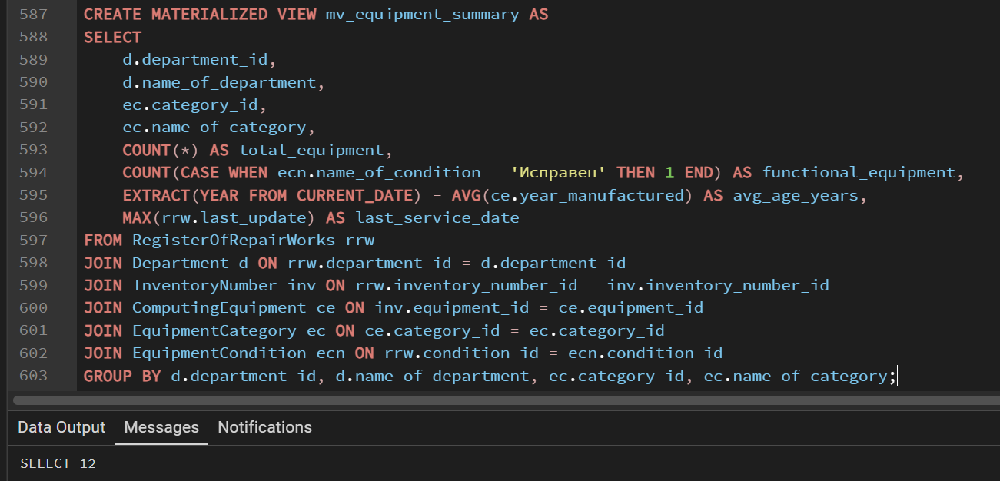 587 CREATE MATERIALIZED VIEW mv_equipment_summary AS
588 SELECT
589     d.department_id,
590     d.name_of_department,
591     ec.category_id,
592     ec.name_of_category,
593     COUNT(*) AS total_equipment,
594     COUNT(CASE WHEN ecn.name_of_condition = 'Исправен' THEN 1 END) AS functional_equipment,
595     EXTRACT(YEAR FROM CURRENT_DATE) - AVG(ce.year_manufactured) AS avg_age_years,
596     MAX(rrw.last_update) AS last_service_date
597 FROM RegisterOfRepairWorks rrw
598 JOIN Department d ON rrw.department_id = d.department_id
599 JOIN InventoryNumber inv ON rrw.inventory_number_id = inv.inventory_number_id
600 JOIN ComputingEquipment ce ON inv.equipment_id = ce.equipment_id
601 JOIN EquipmentCategory ec ON ce.category_id = ec.category_id
602 JOIN EquipmentCondition ecn ON rrw.condition_id = ecn.condition_id
603 GROUP BY d.department_id, d.name_of_department, ec.category_id, ec.name_of_category;
Data Output Messages Notifications
SELECT 12